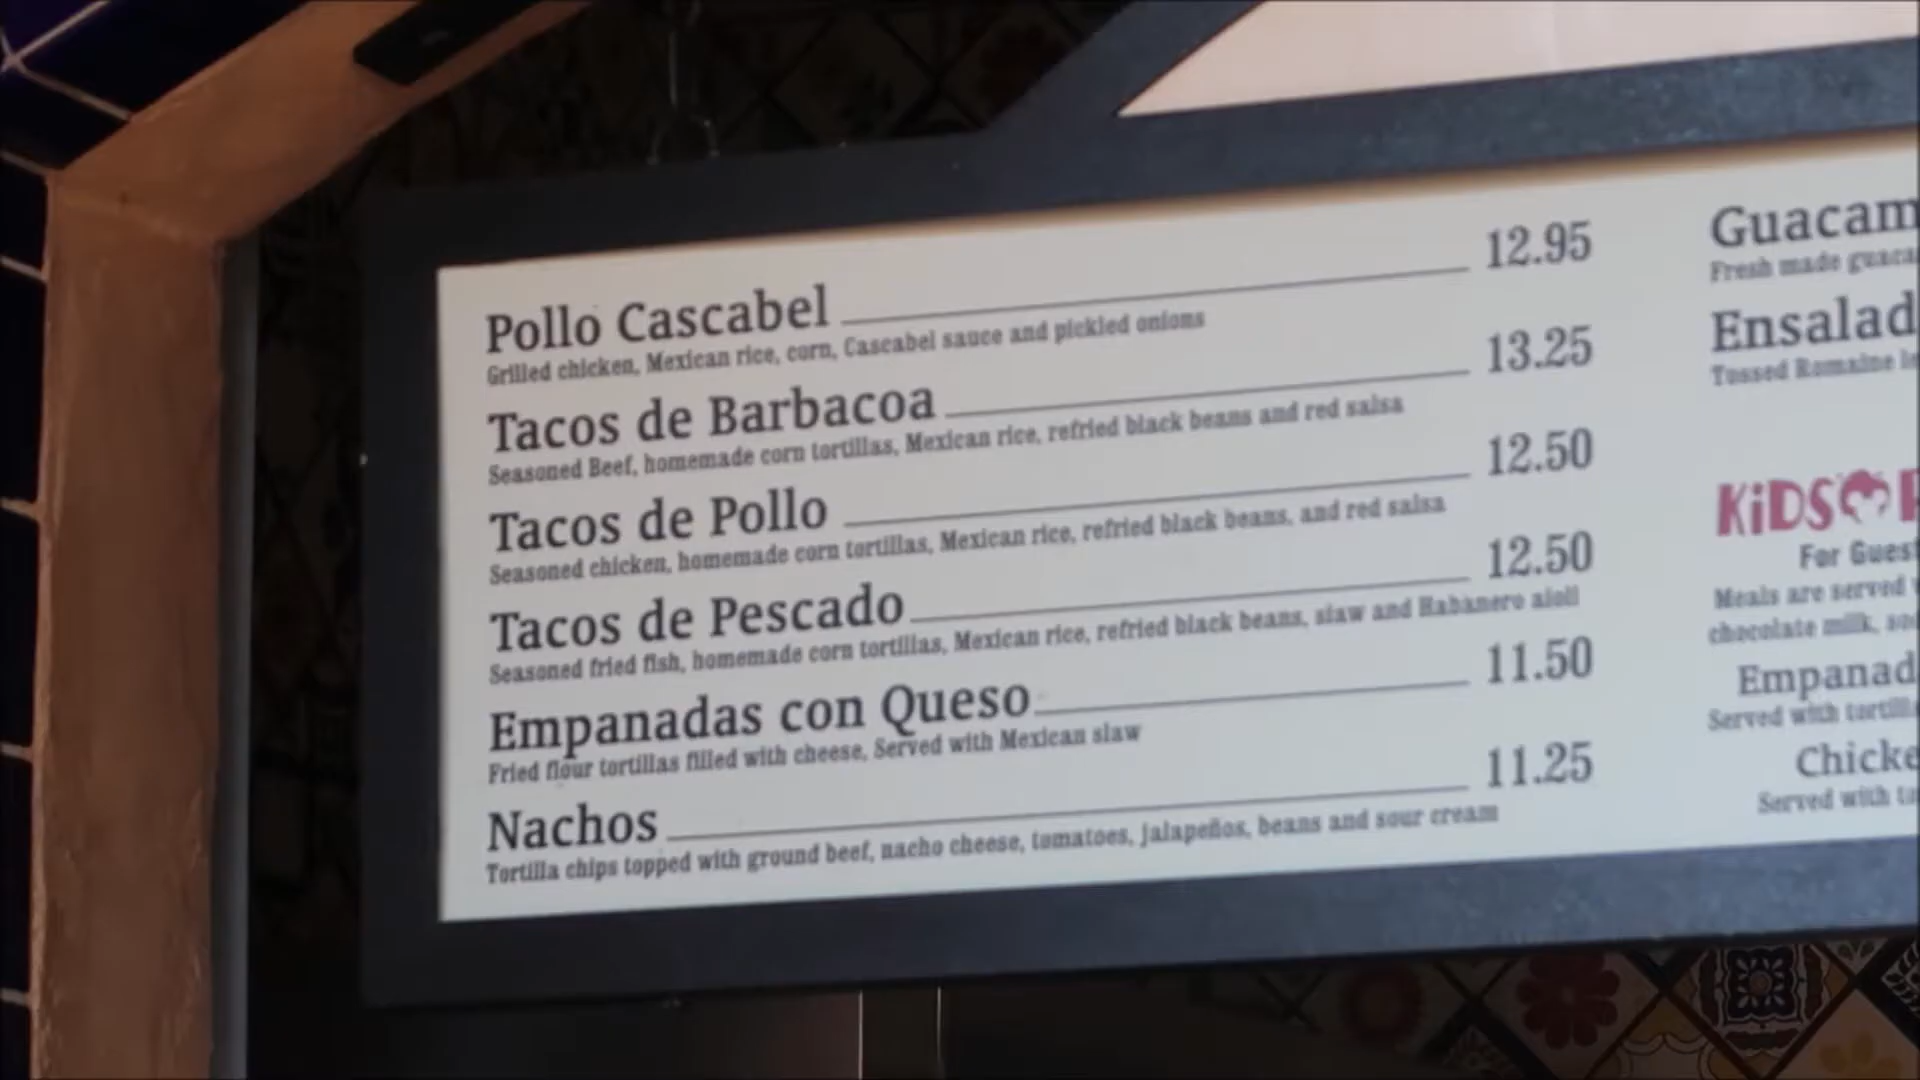 Pollo Cascabel 12.95
Grilled chicken, Mexican rice, corn, Cascabel sauce and pickled onions
Tacos de Barbacoa 13.25
Seasoned Beef, homemade corn tortillas, Mexican rice, refried black beans and red salsa
Tacos de Pollo 12.50
Seasoned chicken, homemade corn tortillas, Mexican rice, refried black beans, and red salsa
Tacos de Pescado 12.50
Seasoned fried fish, homemade corn tortillas, Mexican rice, refried black beans, slaw and Habanero aioli
Empanadas con Queso 11.50
Fried flour tortillas filled with cheese, Served with Mexican slaw
Nachos 11.25
Tortilla chips topped with ground beef, nacho cheese, tomatoes, jalapeños, beans and sour cream
Guacam
Fresh made guaca
Ensalad
Tossed Romaine le
KiDS
For Guest
Meals are served
chocolate milk,
Empanad
Served with tortill
Chicke
Served with